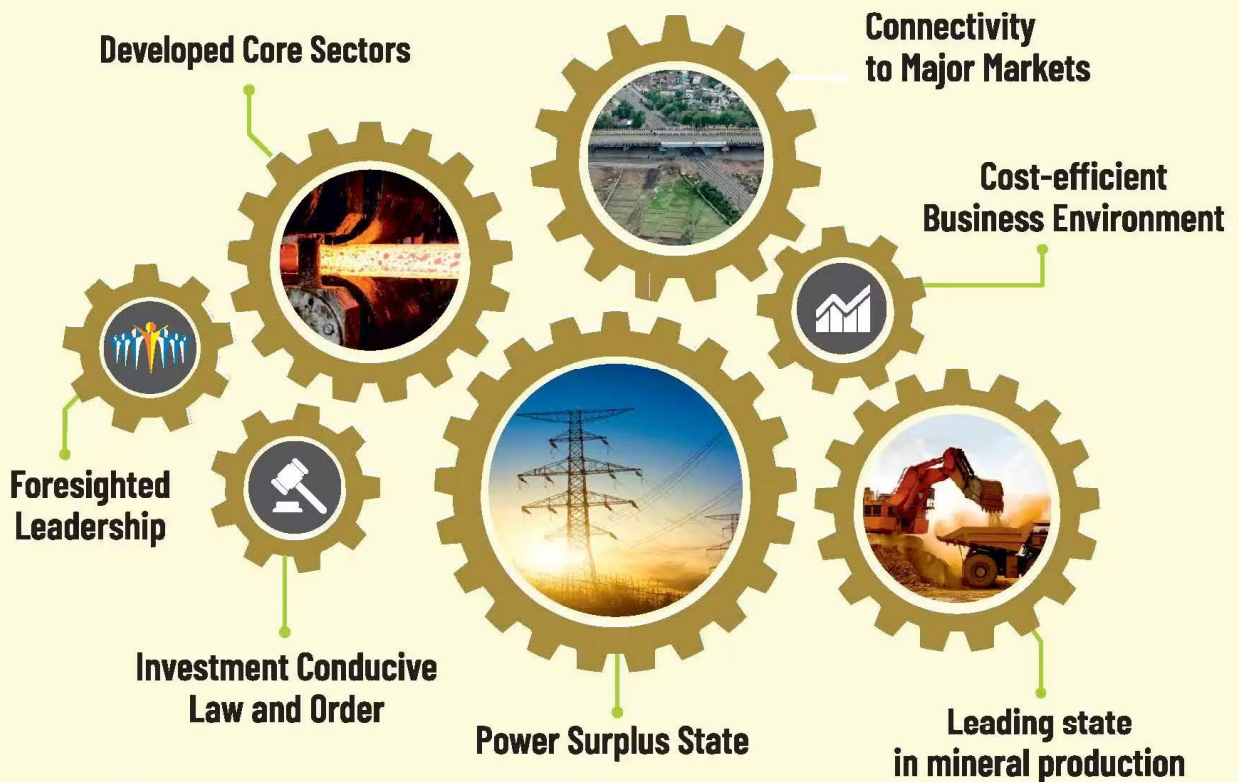 Developed Core Sectors
Connectivity
to Major Markets
Cost-efficient
Business Environment
Foresighted
Leadership
Investment Conducive
Law and Order
Power Surplus State
Leading state
in mineral production